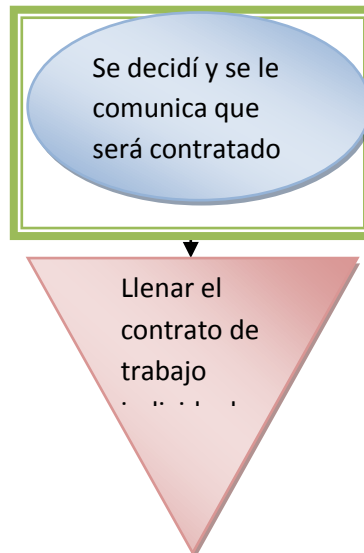 Se decidí y se le
comunica que
será contratado
Llenar el
contrato de
trabajo